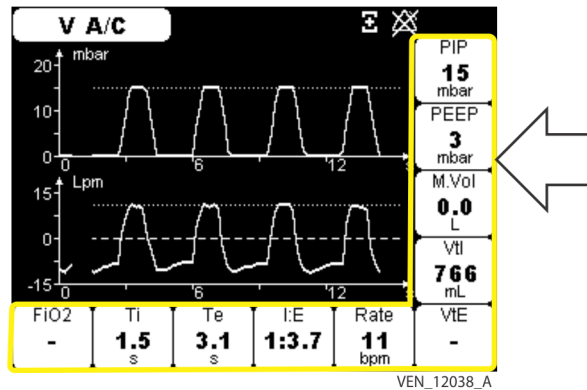 V A/C
mbar
20
10
0
0 6 12 s
Lpm
15
0
-15
0 6 12 s
PIP
15
mbar
PEEP
3
mbar
M.Vol
0.0
L
VtI
766
mL
FiO2 Ti Te I:E Rate VtE
- 1.5 3.1 1:3.7 11 -
s s bpm
VEN_12038_A